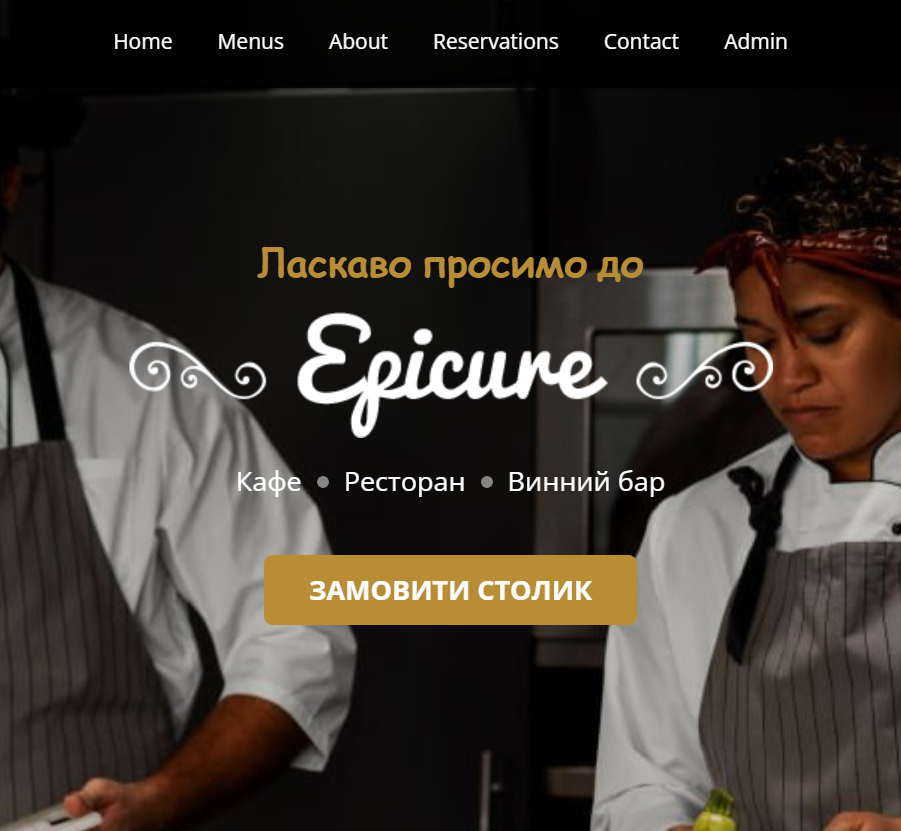 Home Menus About Reservations Contact Admin
Ласкаво просимо до
Epicure
Кафе • Ресторан • Винний бар
ЗАМОВИТИ СТОЛИК